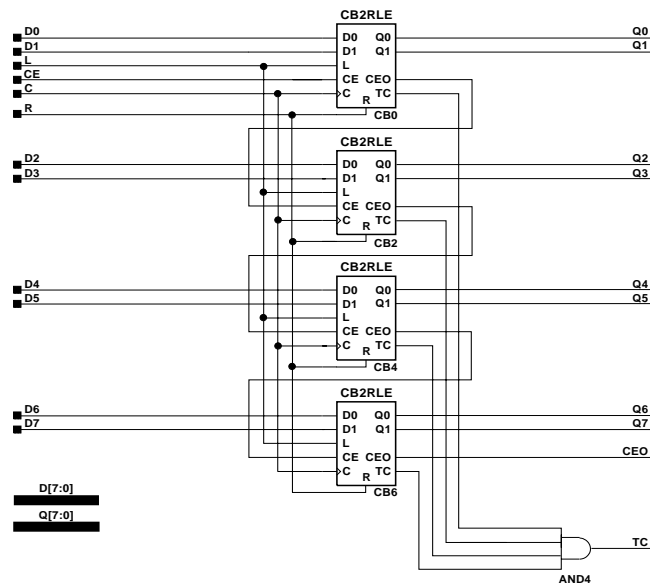 CB2RLE
D0 D0 Q0 Q0
D1 D1 Q1 Q1
L L
CE CE CEO
C C TC
R R
CB0
CB2RLE
D2 D0 Q0 Q2
D3 D1 Q1 Q3
L
CE CEO
C TC
R
CB2
CB2RLE
D4 D0 Q0 Q4
D5 D1 Q1 Q5
L
CE CEO
C TC
R
CB4
CB2RLE
D6 D0 Q0 Q6
D7 D1 Q1 Q7
L
CE CEO CEO
C TC
R
CB6
D[7:0]
Q[7:0]
TC
AND4